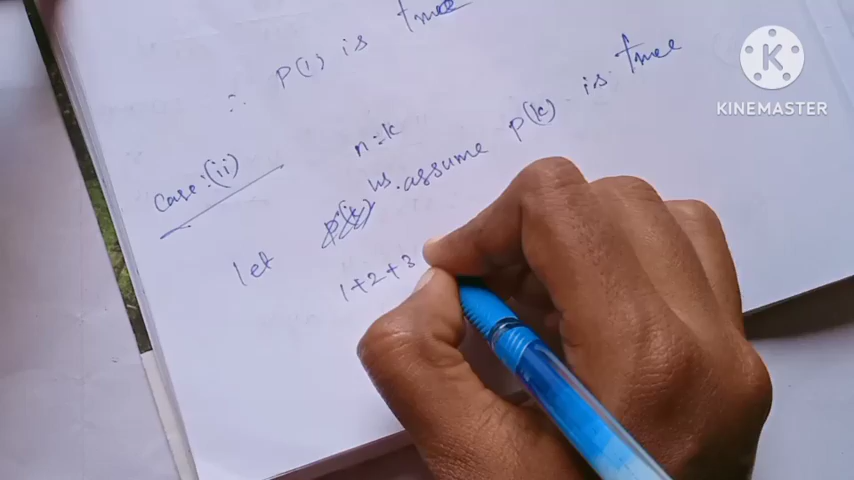 ∴ P(1) is true
Case:(ii) n=k
let us assume P(k) is true
1+2+3
KINEMASTER